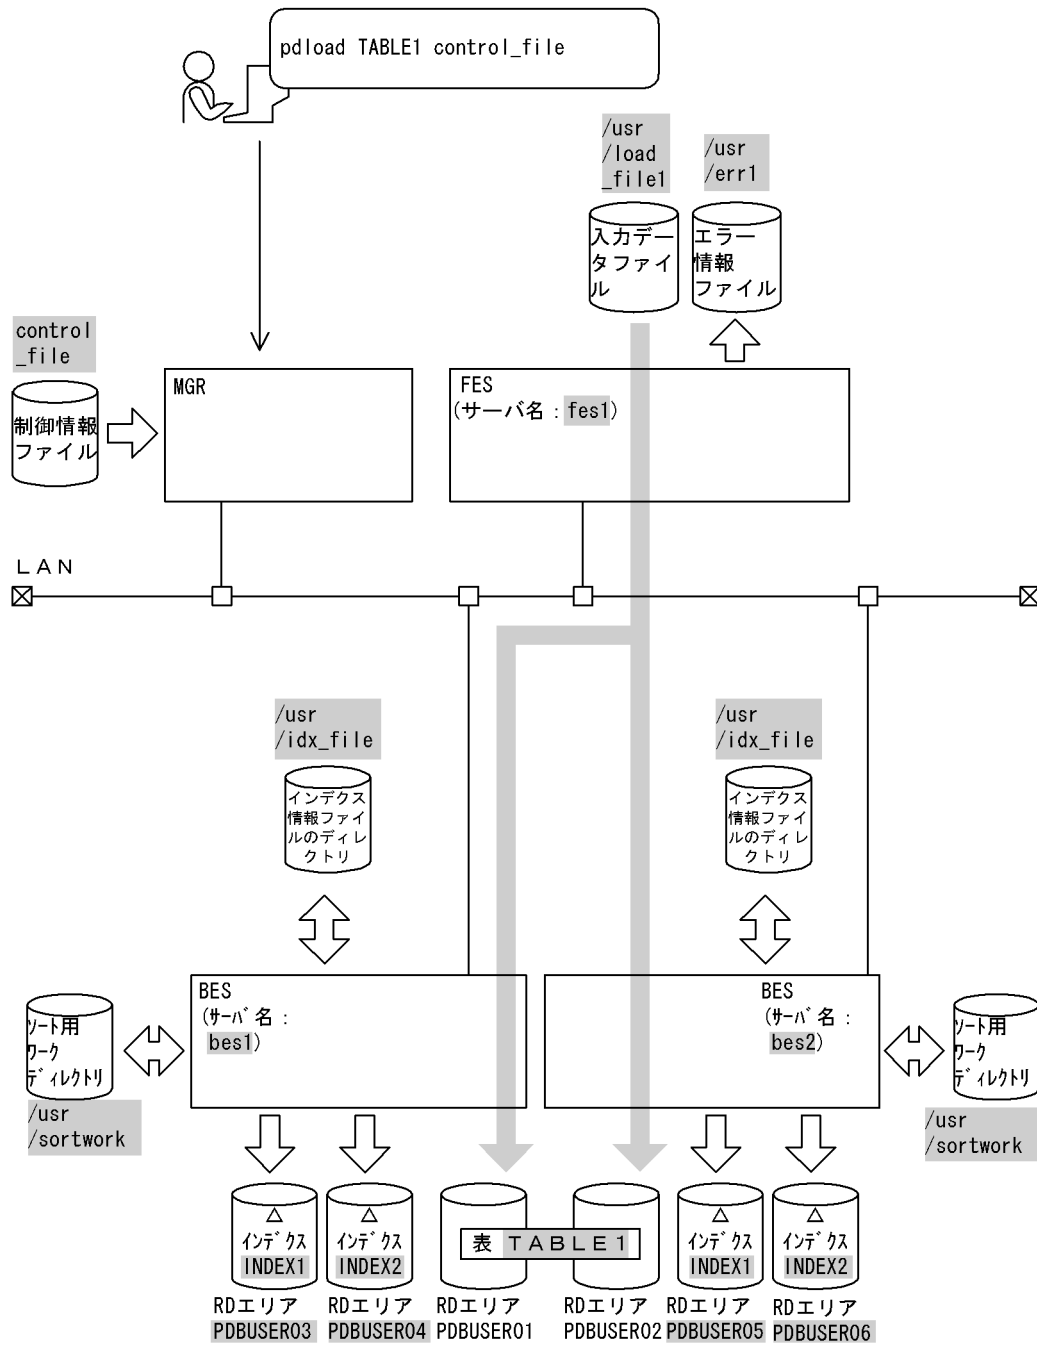 pdload TABLE1 control_file
/usr
/load
_file1
/usr
/err1
入力デー
タファイ
ル
エラー
情報
ファイル
control
_file
制御情報
ファイル
MGR
FES
(サーバ名:fes1)
LAN
/usr
/idx_file
インデクス
情報ファイ
ルのディレ
クトリ
/usr
/idx_file
インデクス
情報ファイ
ルのディレ
クトリ
BES
(サーバ名:
bes1)
BES
(サーバ名:
bes2)
ソート用
ワーク
ディレクトリ
/usr
/sortwork
ソート用
ワーク
ディレクトリ
/usr
/sortwork
インデクス
INDEX1
インデクス
INDEX2
表 TABLE1
インデクス
INDEX1
インデクス
INDEX2
RDエリア
PDBUSER03
RDエリア
PDBUSER04
RDエリア
PDBUSER01
RDエリア
PDBUSER02
RDエリア
PDBUSER05
RDエリア
PDBUSER06